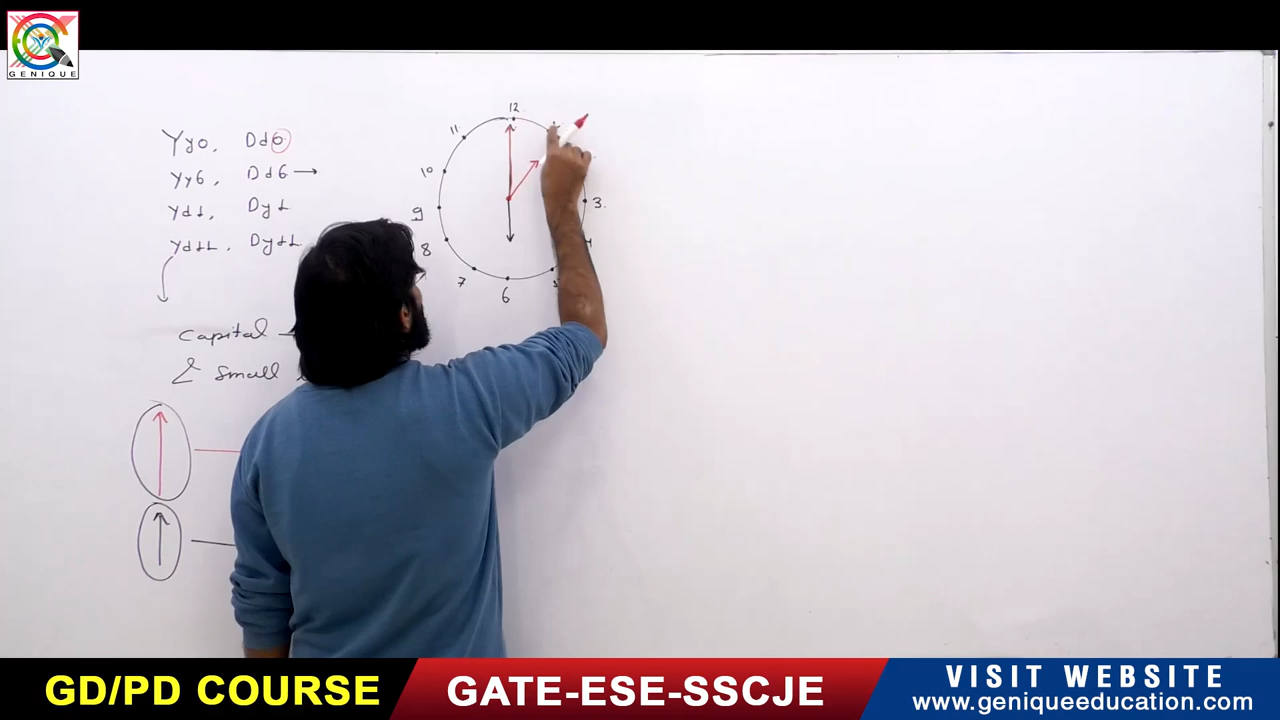 GENIQUE
Yy0, Dd0
Yy6, Dd6 →
Yd1, Dy1
Yd11, Dy11
capital
& small
12
11
10
9
8
7
6
3
GD/PD COURSE
GATE-ESE-SSCJE
VISIT WEBSITE
www.geniqueeducation.com